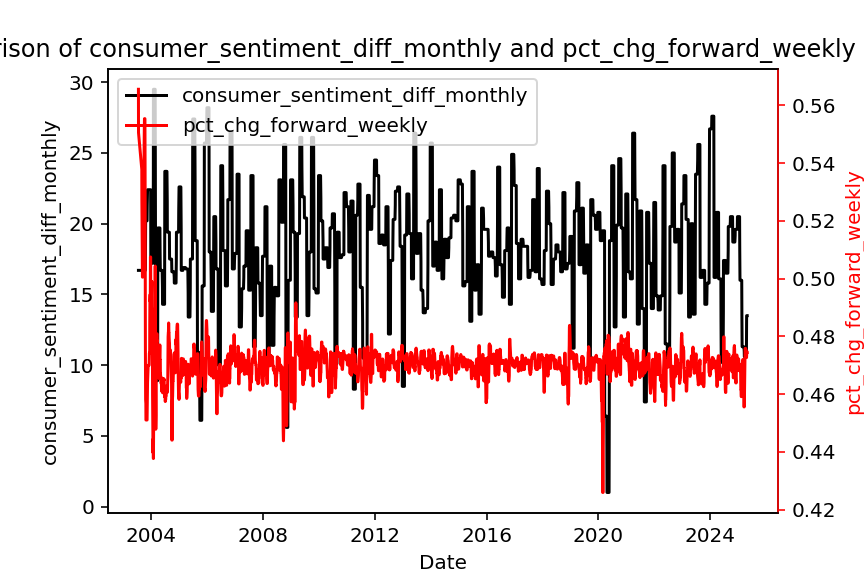 rison of consumer_sentiment_diff_monthly and pct_chg_forward_weekly
consumer_sentiment_diff_monthly
pct_chg_forward_weekly
consumer_sentiment_diff_monthly
30
25
20
15
10
5
0
0.56
0.54
0.52
0.50
0.48
0.46
0.44
0.42
pct_chg_forward_weekly
2004 2008 2012 2016 2020 2024
Date